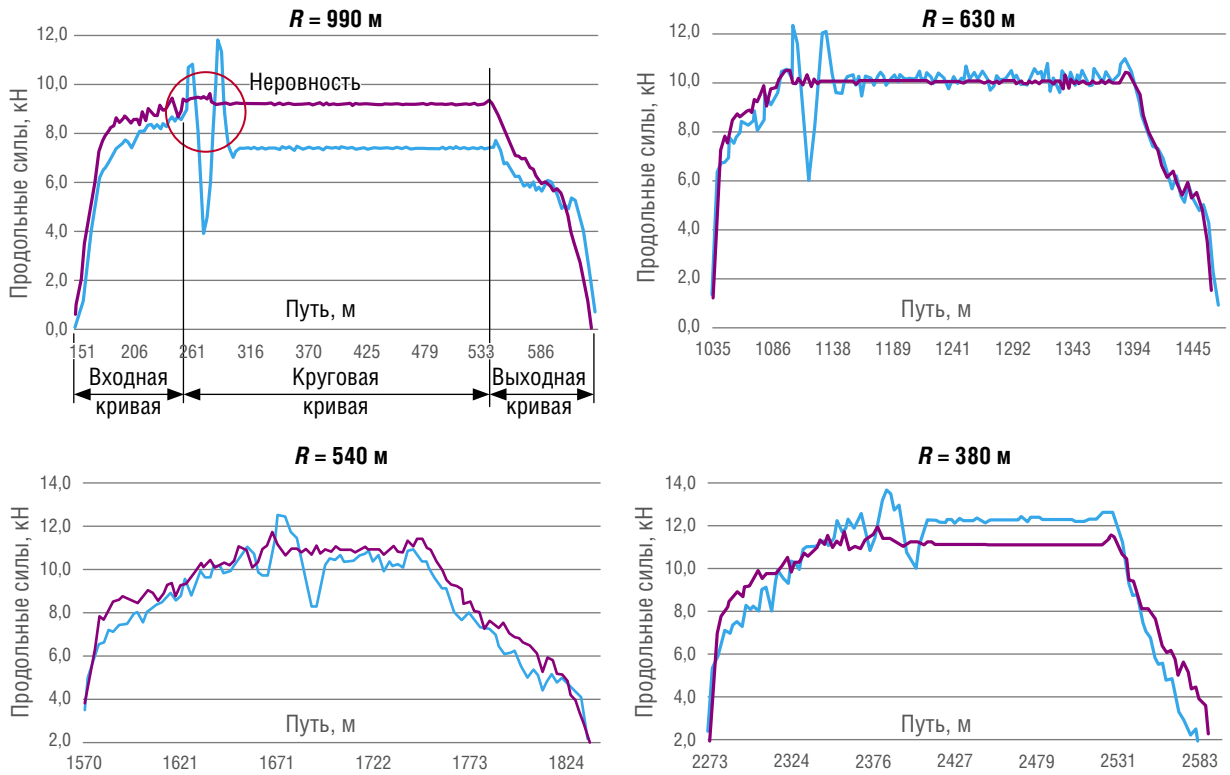 R = 990 м
Продольные силы, кН
12,0
10,0
8,0
6,0
4,0
2,0
0,0
Неровность
Путь, м
151 206 261 316 370 425 479 533 586
Входная кривая
Круговая кривая
Выходная кривая
R = 630 м
Продольные силы, кН
12,0
10,0
8,0
6,0
4,0
2,0
0,0
Путь, м
1035 1086 1138 1189 1241 1292 1343 1394 1445
R = 540 м
Продольные силы, кН
14,0
12,0
10,0
8,0
6,0
4,0
2,0
Путь, м
1570 1621 1671 1722 1773 1824
R = 380 м
Продольные силы, кН
14,0
12,0
10,0
8,0
6,0
4,0
2,0
Путь, м
2273 2324 2376 2427 2479 2531 2583